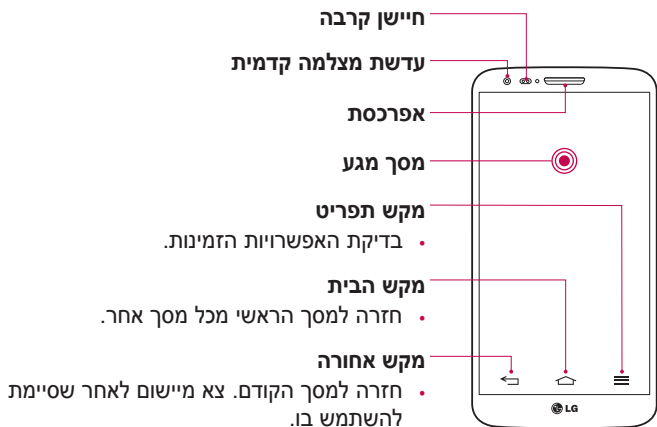 חיישן קרבה
עדשת מצלמה קדמית
אפרכסת
מסך מגע
מקש תפריט
• בדיקת האפשרויות הזמינות.
מקש הבית
• חזרה למסך הראשי מכל מסך אחר.
מקש אחורה
• חזרה למסך הקודם. צא מיישום לאחר שסיימת
להשתמש בו.
LG